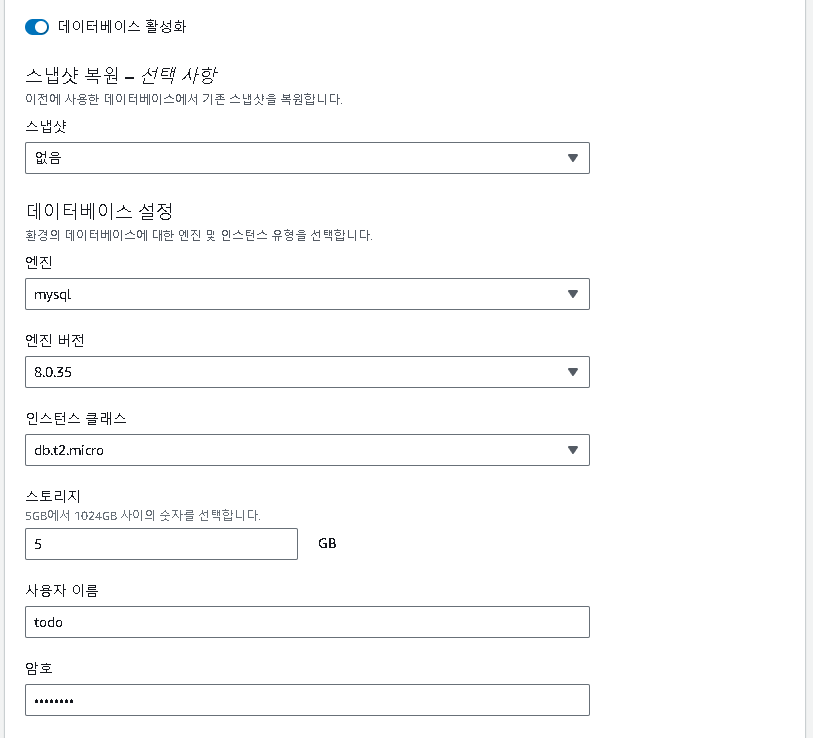 데이터베이스 활성화
스냅샷 복원 – 선택 사항
이전에 사용한 데이터베이스에서 기존 스냅샷을 복원합니다.
스냅샷
없음
데이터베이스 설정
환경의 데이터베이스에 대한 엔진 및 인스턴스 유형을 선택합니다.
엔진
mysql
엔진 버전
8.0.35
인스턴스 클래스
db.t2.micro
스토리지
5GB에서 1024GB 사이의 숫자를 선택합니다.
5 GB
사용자 이름
todo
암호
••••••••